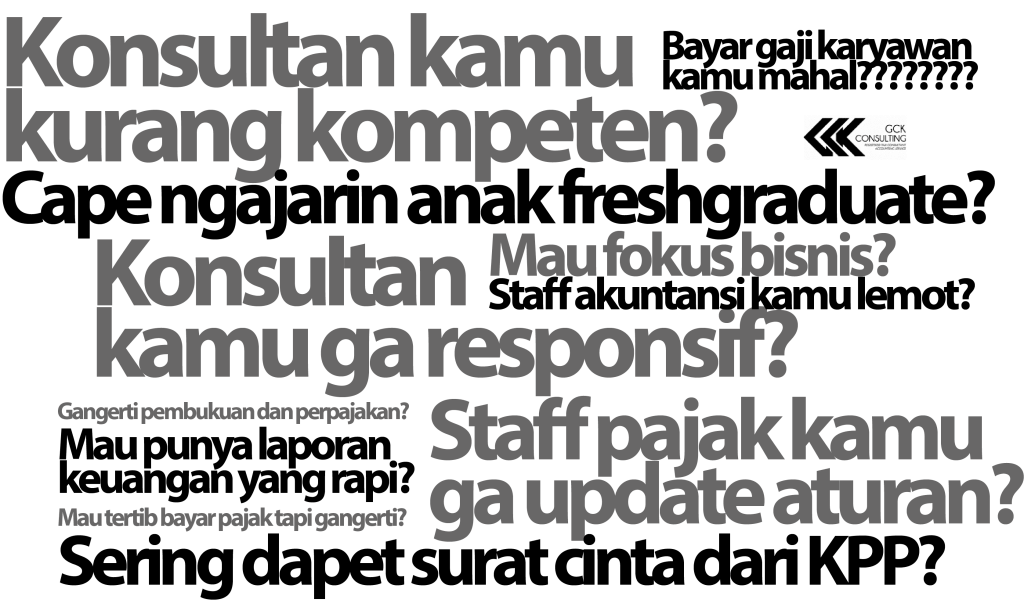 Konsultan kamu
kurang kompeten?
Bayar gaji karyawan
kamu mahal????????
GCK
CONSULTING
Cape ngajarin anak freshgraduate?
Konsultan
kamu ga responsif?
Mau fokus bisnis?
Staff akuntansi kamu lemot?
Gangerti pembukuan dan perpajakan?
Mau punya laporan
keuangan yang rapi?
Mau tertib bayar pajak tapi gangerti?
Staff pajak kamu
ga update aturan?
Sering dapet surat cinta dari KPP?